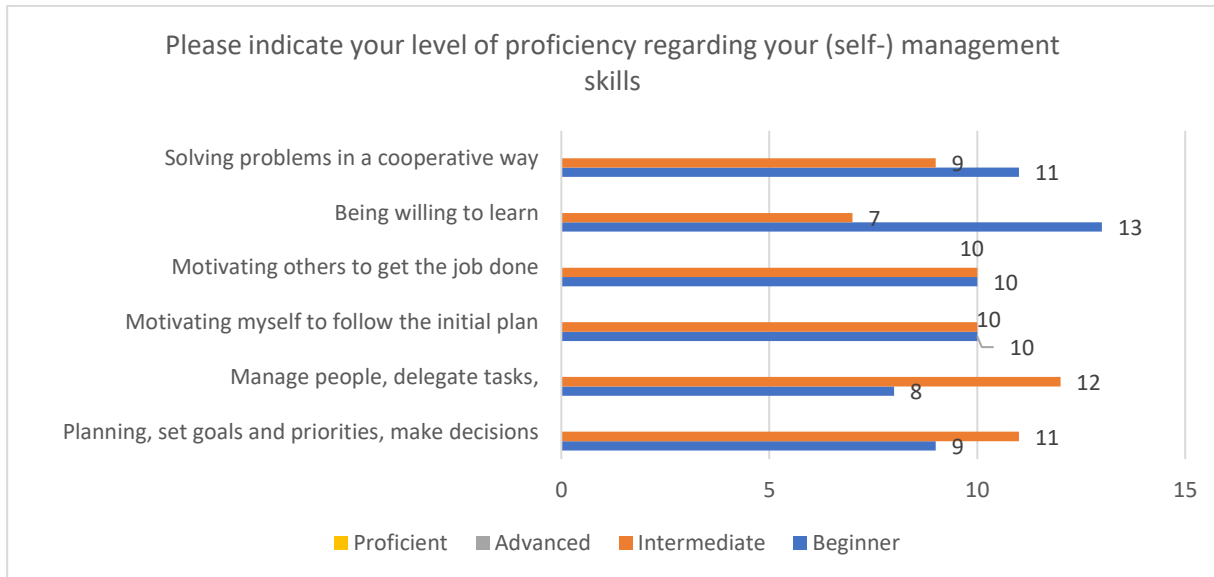 Please indicate your level of proficiency regarding your (self-) management
skills
Solving problems in a cooperative way
9
11
Being willing to learn
7
13
Motivating others to get the job done
10
10
Motivating myself to follow the initial plan
10
10
Manage people, delegate tasks,
12
8
Planning, set goals and priorities, make decisions
11
9
0 5 10 15
Proficient Advanced Intermediate Beginner